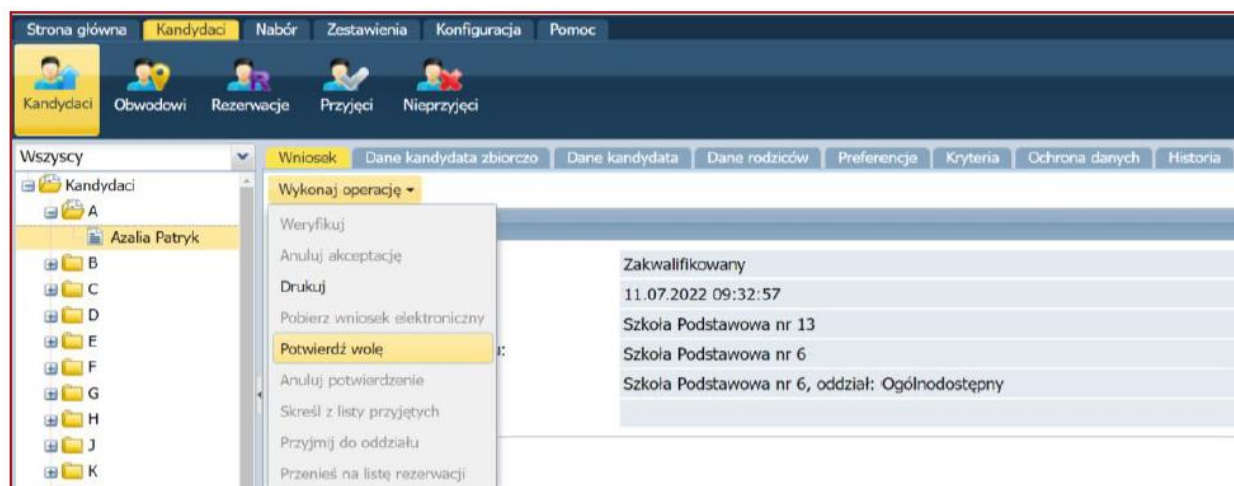 Strona główna Kandydaci Nabór Zestawienia Konfiguracja Pomoc
Kandydaci Obwodowi Rezerwacje Przyjęci Nieprzyjęci
Wszyscy
Kandydaci
A
Azalia Patryk
B
C
D
E
F
G
H
J
K
Wniosek Dane kandydata zbiorczo Dane kandydata Dane rodziców Preferencje Kryteria Ochrona danych Historia
Wykonaj operację
Weryfikuj
Anuluj akceptację
Drukuj
Pobierz wniosek elektroniczny
Potwierdź wolę
Anuluj potwierdzenie
Skreśl z listy przyjętych
Przyjmij do oddziału
Przenieś na listę rezerwacji
Zakwalifikowany
11.07.2022 09:32:57
Szkoła Podstawowa nr 13
Szkoła Podstawowa nr 6
Szkoła Podstawowa nr 6, oddział: Ogólnodostępny